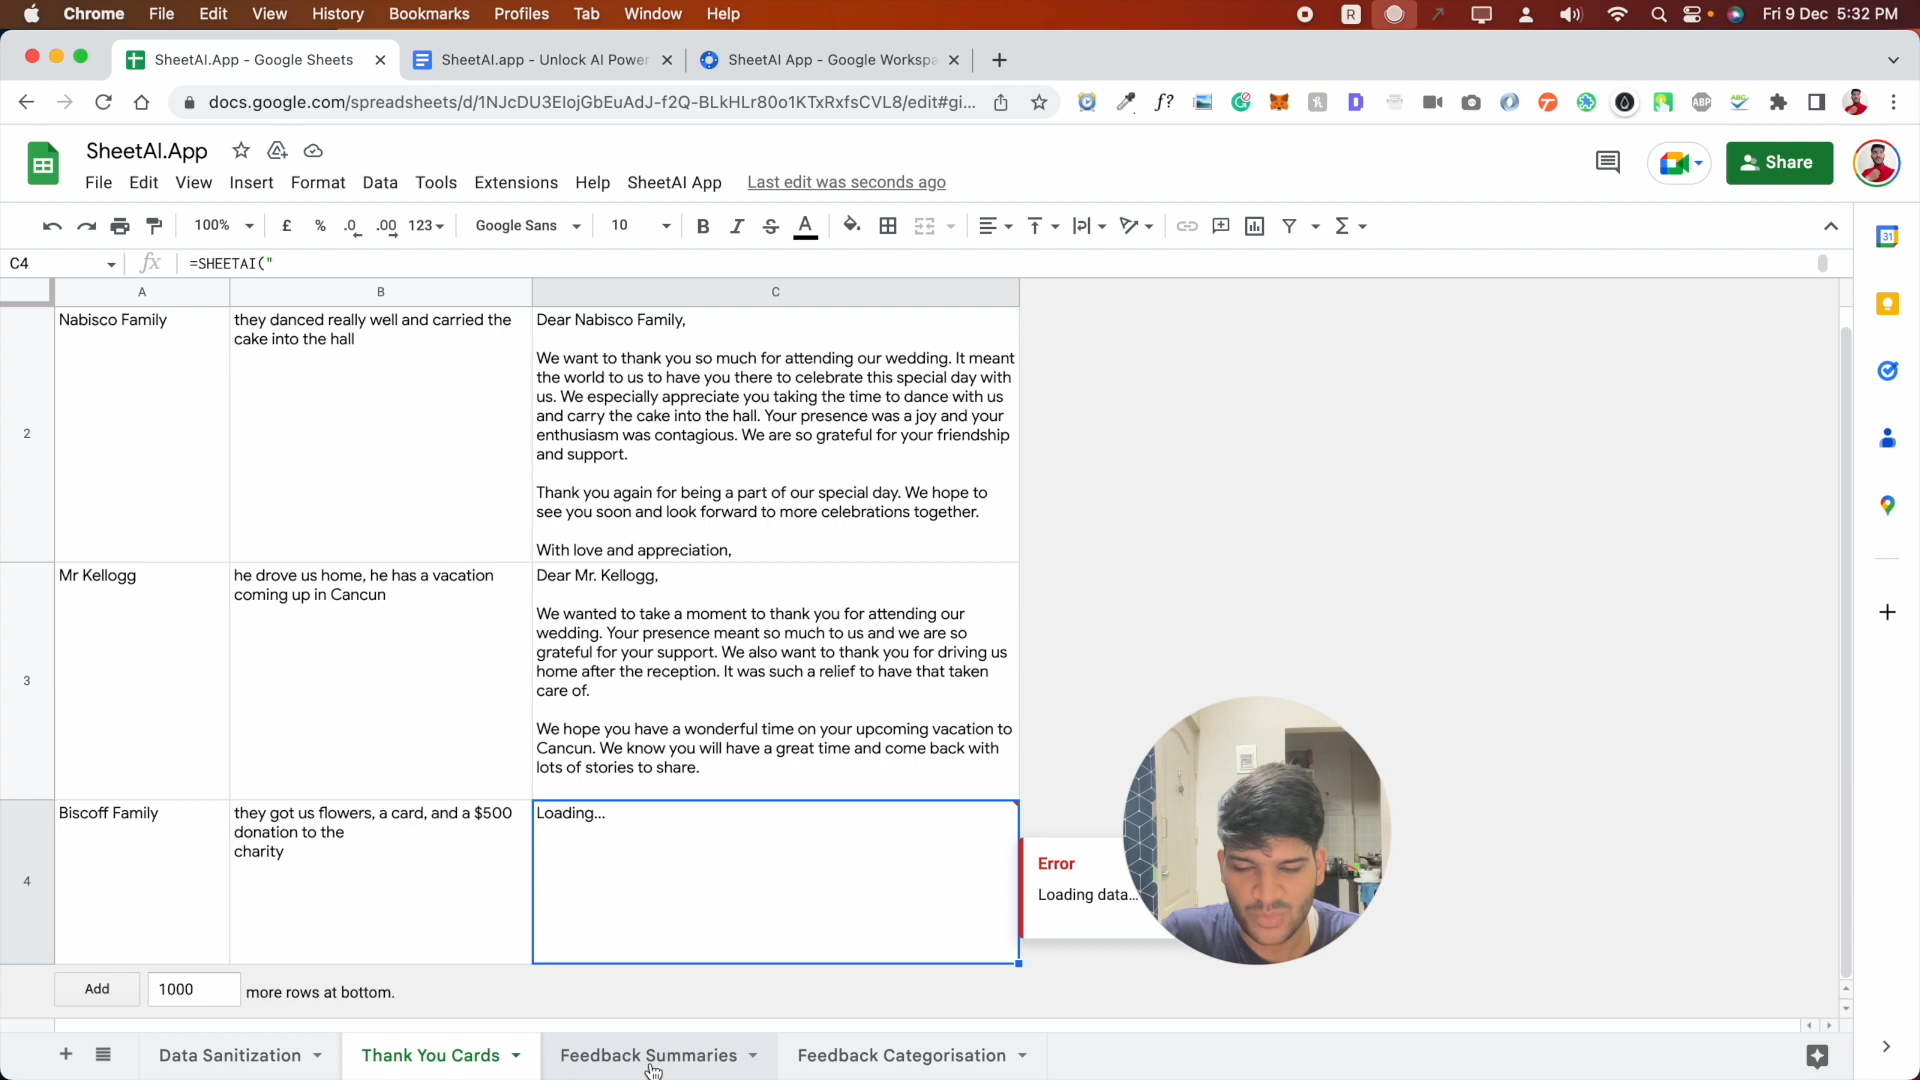 Chrome File Edit View History Bookmarks Profiles Tab Window Help Fri 9 Dec 5:32 PM
SheetAI.App - Google Sheets SheetAI.app - Unlock AI Power SheetAI App - Google Workspa
docs.google.com/spreadsheets/d/1NJcDU3ElojGbEuAdJ-f2Q-BLkHLr80o1KTxRxfsCVL8/edit#gi...
SheetAI.App
Share
File Edit View Insert Format Data Tools Extensions Help SheetAI App Last edit was seconds ago
100% £ % .0 .00 123 Google Sans 10 B I S A
C4 fx =SHEETAI("
A B C
2
Nabisco Family
they danced really well and carried the
cake into the hall
Dear Nabisco Family,
We want to thank you so much for attending our wedding. It meant
the world to us to have you there to celebrate this special day with
us. We especially appreciate you taking the time to dance with us
and carry the cake into the hall. Your presence was a joy and your
enthusiasm was contagious. We are so grateful for your friendship
and support.
Thank you again for being a part of our special day. We hope to
see you soon and look forward to more celebrations together.
With love and appreciation,
3
Mr Kellogg
he drove us home, he has a vacation
coming up in Cancun
Dear Mr. Kellogg,
We wanted to take a moment to thank you for attending our
wedding. Your presence meant so much to us and we are so
grateful for your support. We also want to thank you for driving us
home after the reception. It was such a relief to have that taken
care of.
We hope you have a wonderful time on your upcoming vacation to
Cancun. We know you will have a great time and come back with
lots of stories to share.
4
Biscoff Family
they got us flowers, a card, and a $500
donation to the
charity
Loading...
Error
Loading data...
Add 1000 more rows at bottom.
Data Sanitization Thank You Cards Feedback Summaries Feedback Categorisation